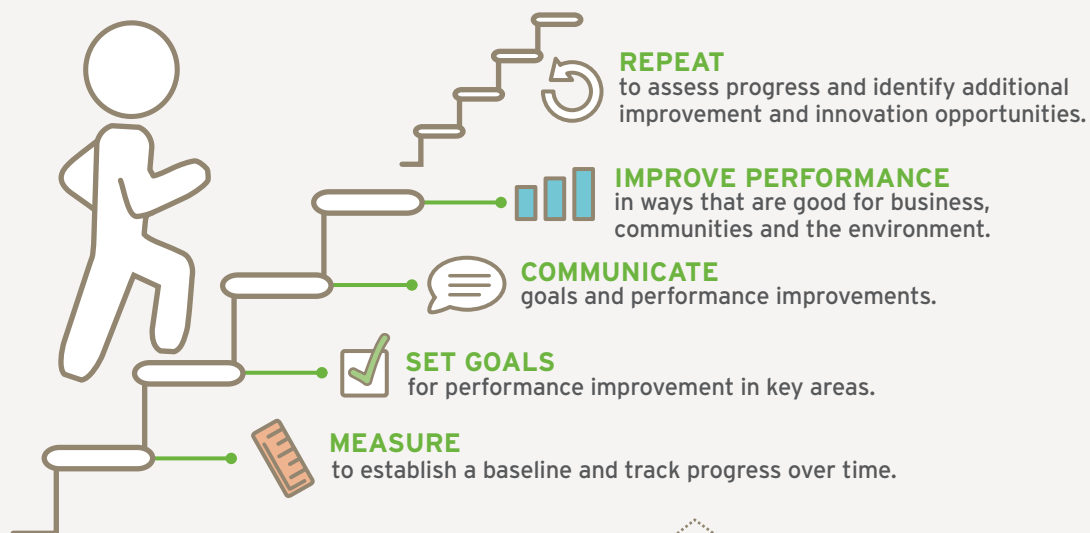 REPEAT
to assess progress and identify additional
improvement and innovation opportunities.
IMPROVE PERFORMANCE
in ways that are good for business,
communities and the environment.
COMMUNICATE
goals and performance improvements.
SET GOALS
for performance improvement in key areas.
MEASURE
to establish a baseline and track progress over time.